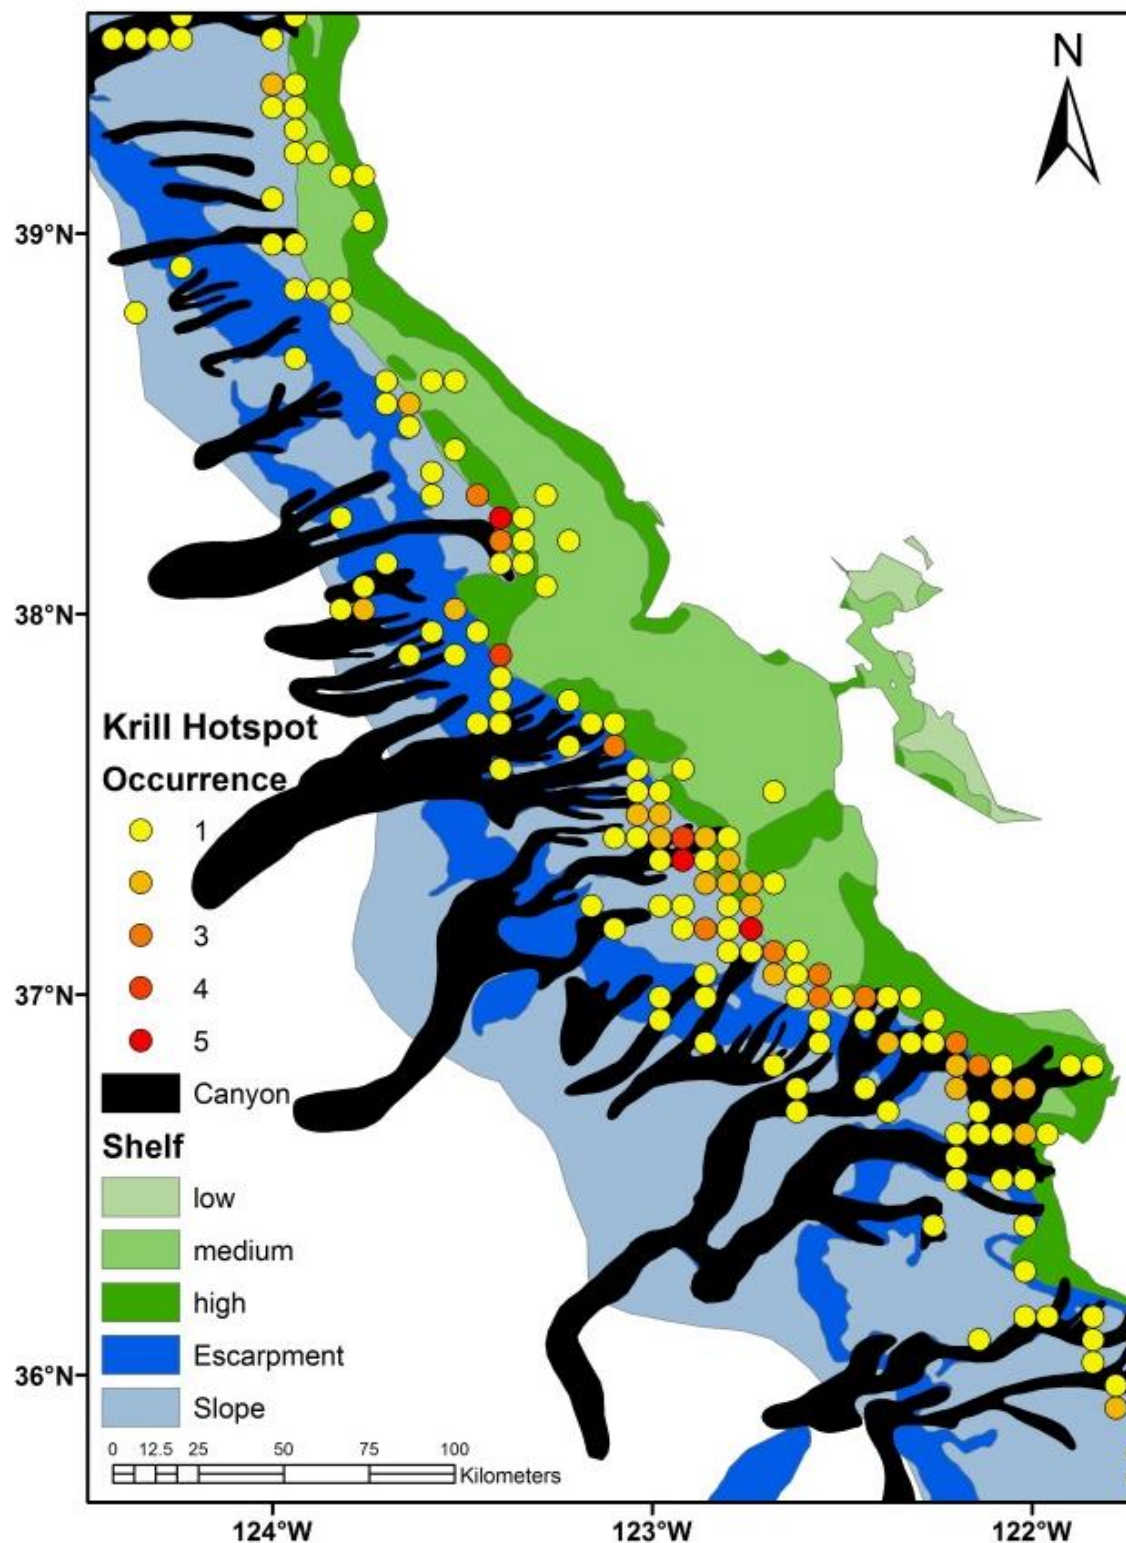 N
39°N
38°N
Krill Hotspot
Occurrence
1
3
37°N
4
5
Canyon
Shelf
low
medium
high
Escarpment
36°N
Slope
0 12.5 25 50 75 100
Kilometers
124°W 123°W 122°W